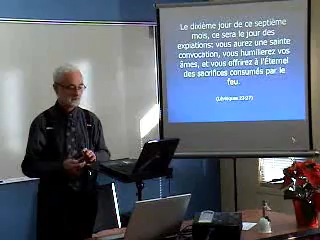 Le dixième jour de ce septième
mois, ce sera le jour des
expiations; vous aurez une sainte
convocation, vous humilierez vos
âmes, et vous offrirez à l'Éternel
des sacrifices consumés par le
feu.
(Lévitiques 23:27)